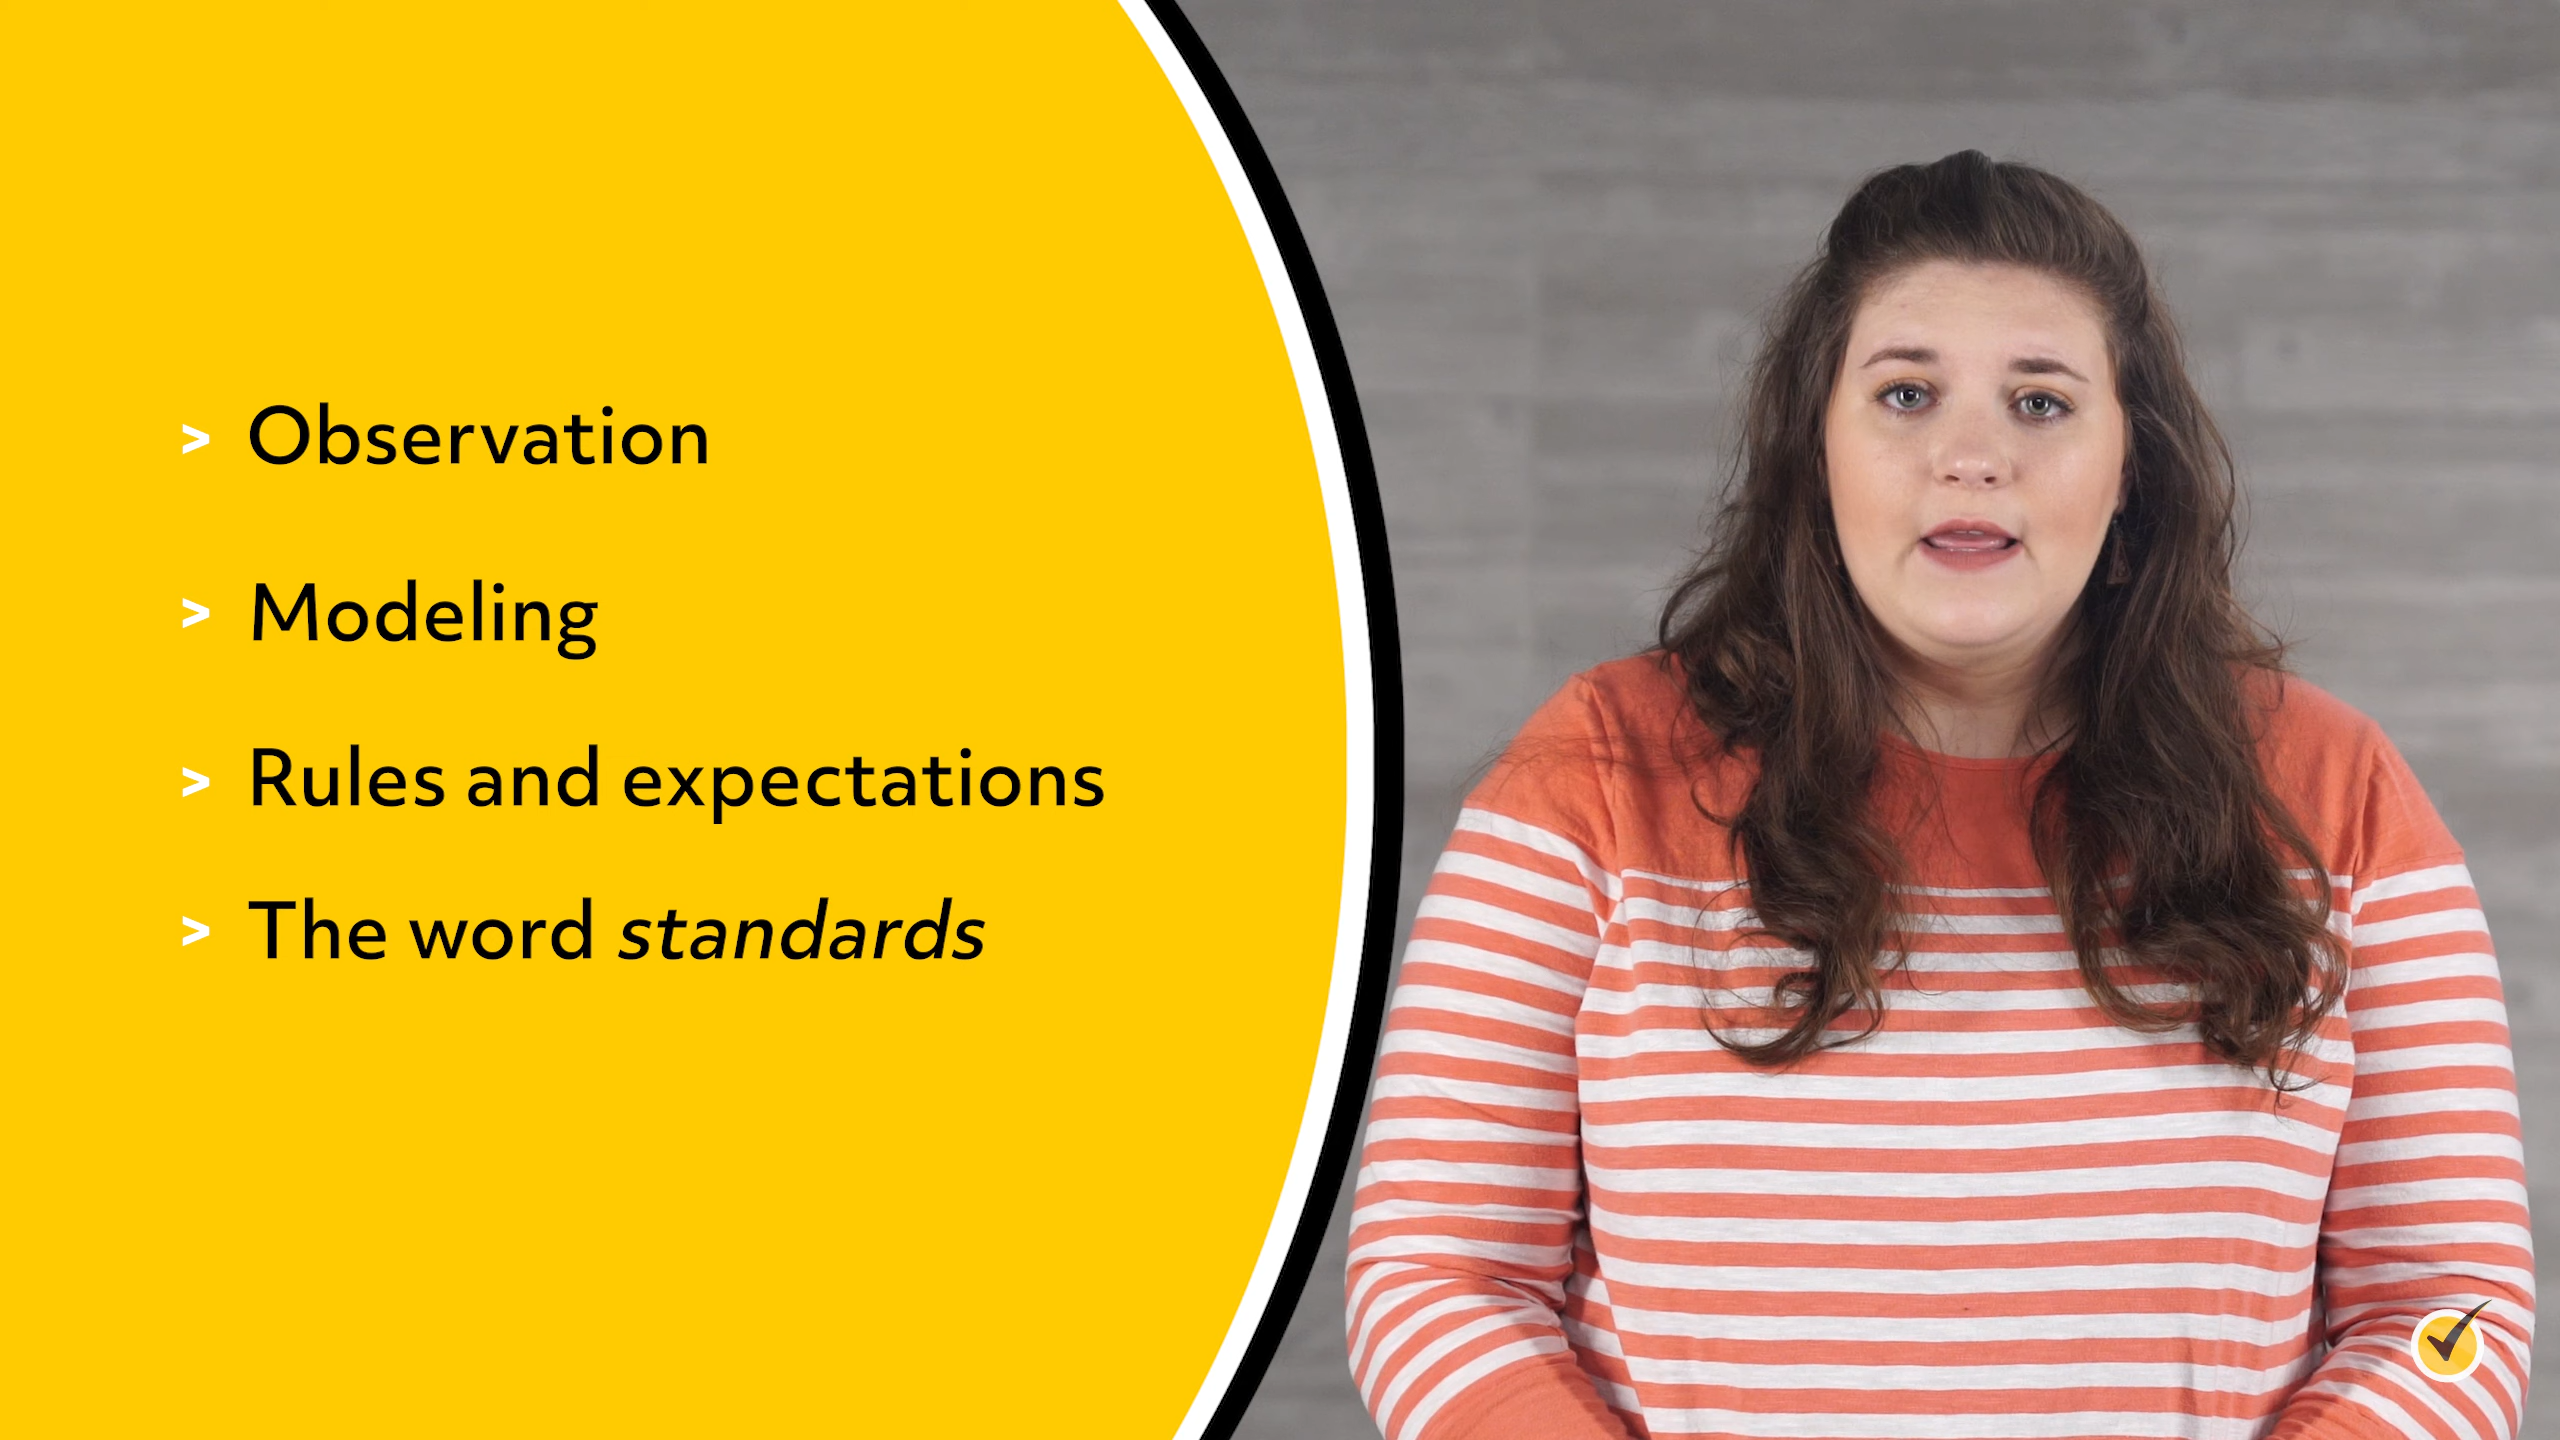 > Observation
> Modeling
> Rules and expectations
> The word standards